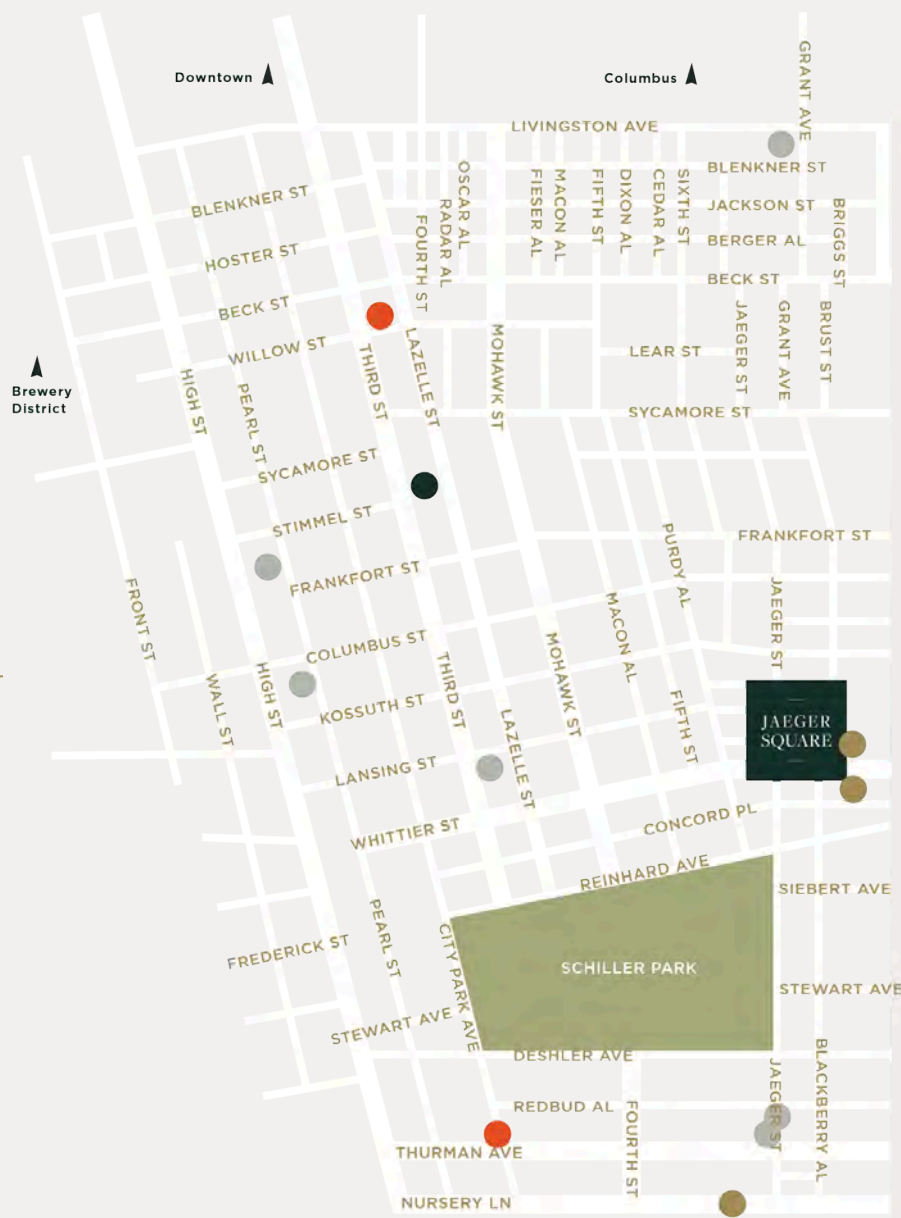 Downtown
Columbus
GRANT AVE
LIVINGSTON AVE
BLENKNER ST
BLENKNER ST
OSCAR AL
RADAR AL
FOURTH ST
FIESER AL
MACON AL
FIFTH ST
DIXON AL
CEDAR AL
SIXTH ST
JACKSON ST
BRIGGS ST
HOSTER ST
BERGER AL
BECK ST
BECK ST
WILLOW ST
THIRD ST
LAZELLE ST
MOHAWK ST
LEAR ST
JAEGER ST
GRANT AVE
BRUST ST
Brewery
District
HIGH ST
PEARL ST
SYCAMORE ST
SYCAMORE ST
STIMMEL ST
FRANKFORT ST
FRANKFORT ST
PURDY AL
FRONT ST
COLUMBUS ST
MACON AL
JAEGER ST
WALL ST
HIGH ST
KOSSUTH ST
THIRD ST
MOHAWK ST
FIFTH ST
LAZELLE ST
JAEGER
SQUARE
LANSING ST
WHITTIER ST
CONCORD PL
REINHARD AVE
SIEBERT AVE
PEARL ST
CITY PARK AVE
FREDERICK ST
SCHILLER PARK
STEWART AVE
STEWART AVE
DESHLER AVE
JAEGER ST
BLACKBERRY AL
REDBUD AL
FOURTH ST
THURMAN AVE
NURSERY LN